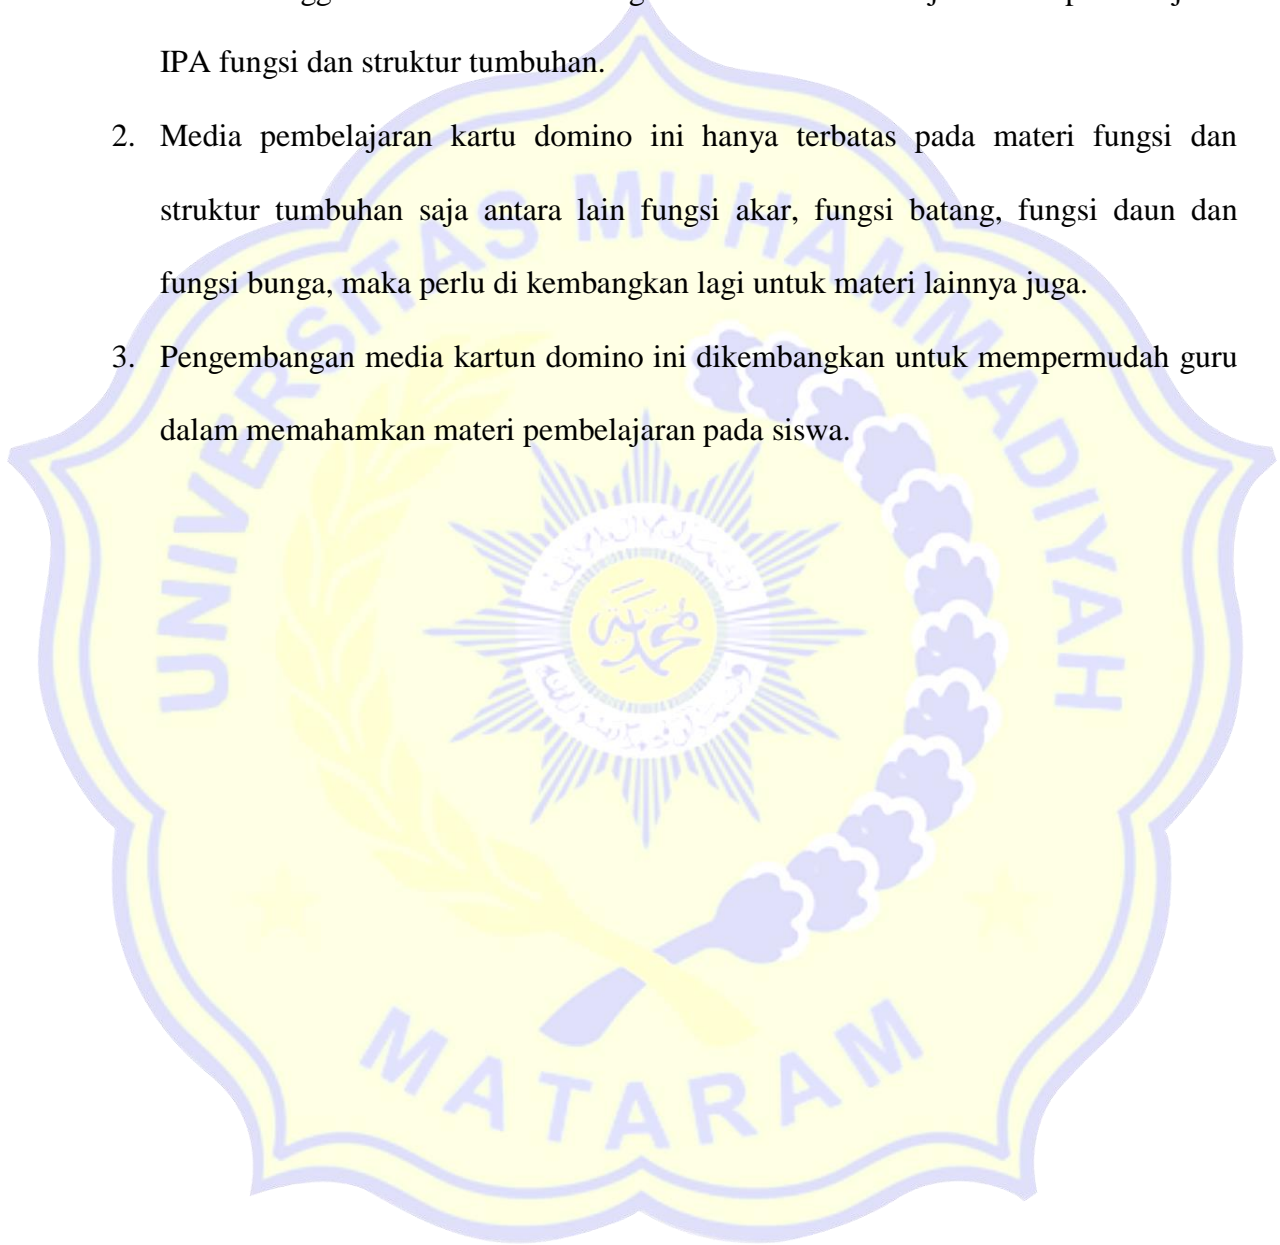 IPA fungsi dan struktur tumbuhan.
2. Media pembelajaran kartu domino ini hanya terbatas pada materi fungsi dan
struktur tumbuhan saja antara lain fungsi akar, fungsi batang, fungsi daun dan
fungsi bunga, maka perlu di kembangkan lagi untuk materi lainnya juga.
3. Pengembangan media kartun domino ini dikembangkan untuk mempermudah guru
dalam memahamkan materi pembelajaran pada siswa.
UNIVERSITAS MUHAMMADIYAH
MATARAM